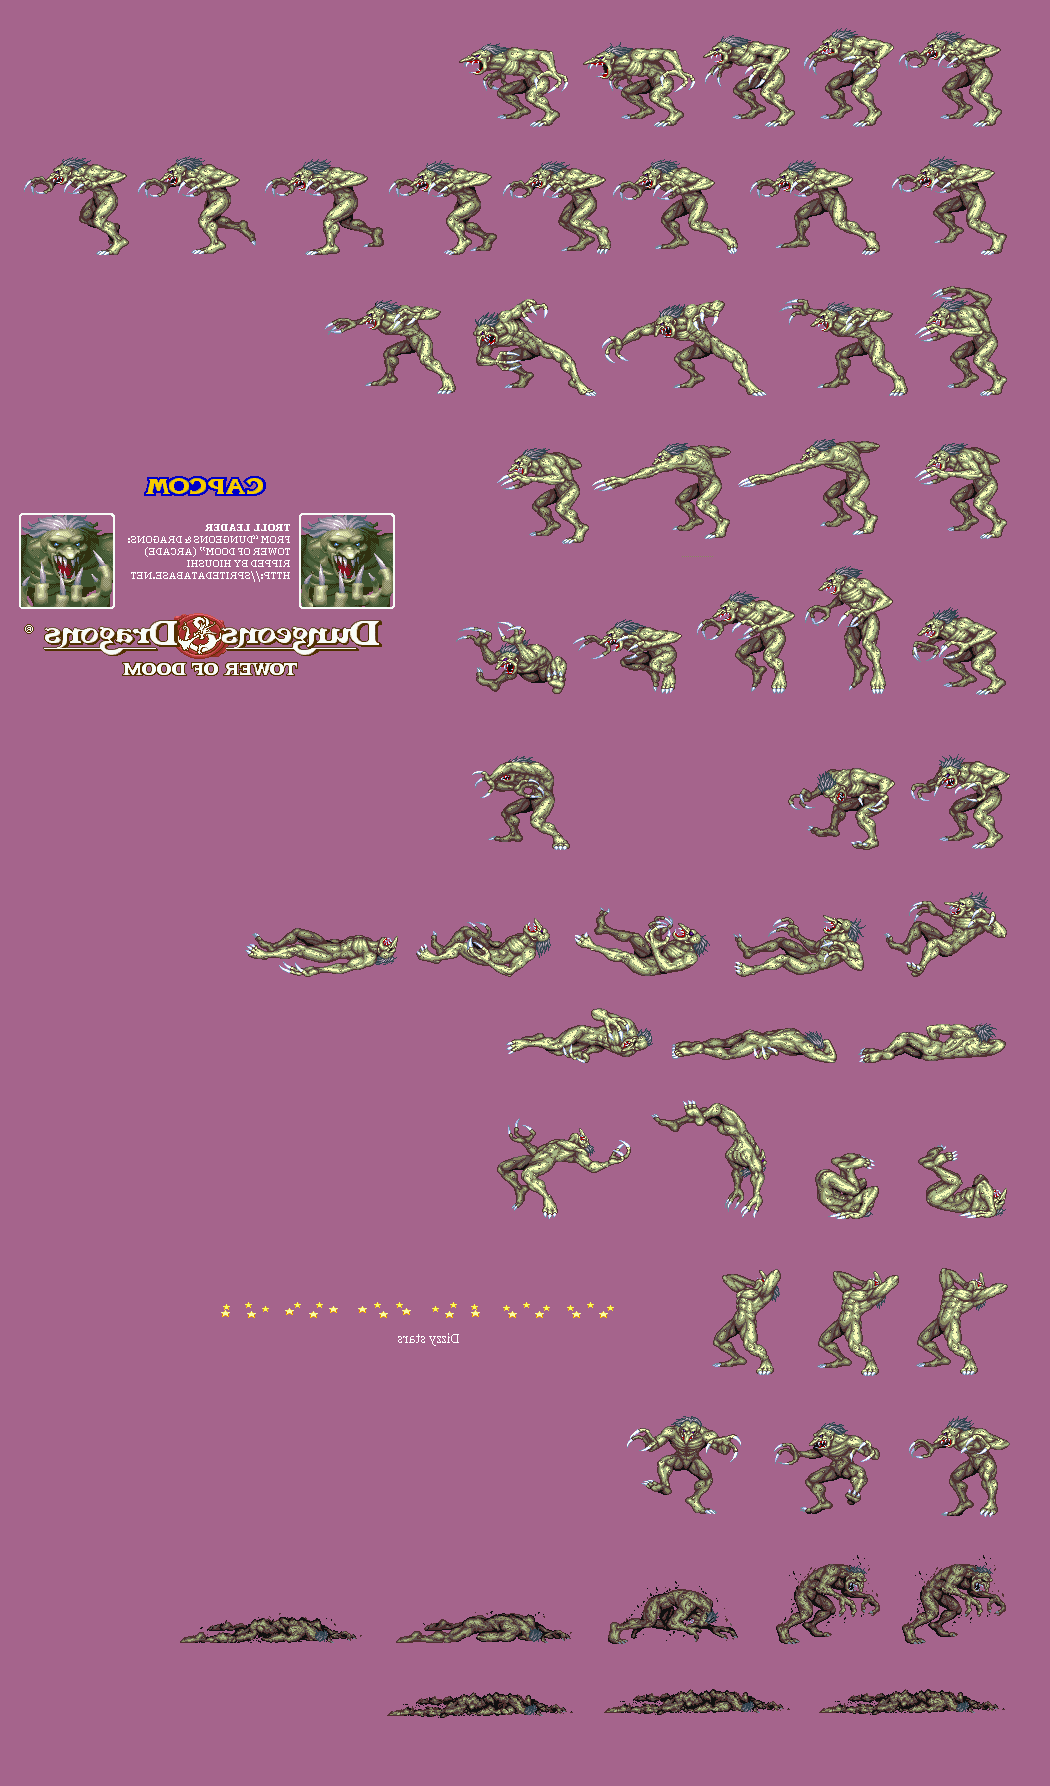 CAPCOM
TROLL LEADER
FROM "DUNGEONS & DRAGONS:
TOWER OF DOOM" (ARCADE)
RIPPED BY HIOUSHI
HTTP://SPRITEDATABASE.NET
Dungeons & Dragons ®
TOWER OF DOOM
Dizzy stars